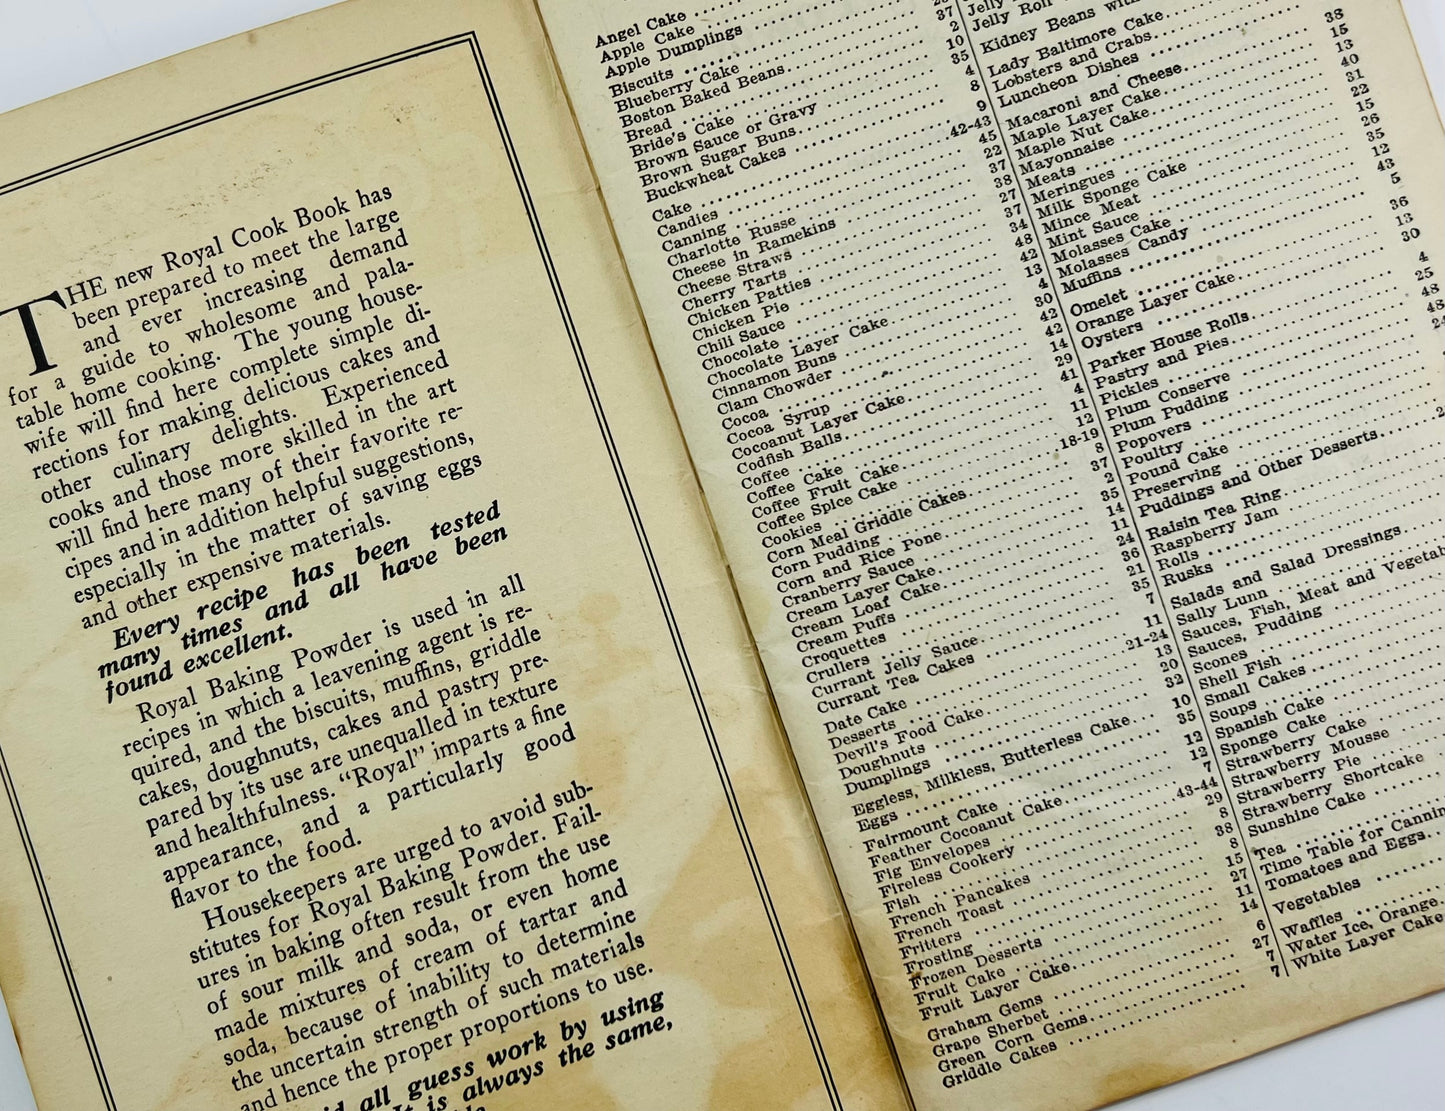 THE new Royal Cook Book has
been prepared to meet the large
and ever increasing demand
for a guide to wholesome and pala-
table home cooking. The young house-
wife will find here complete simple di-
rections for making delicious cakes and
other culinary delights. Experienced
cooks and those more skilled in the art
will find here many of their favorite re-
cipes and in addition helpful suggestions,
especially in the matter of saving eggs
and other expensive materials.
Every recipe has been tested
many times and all have been
found excellent.
Royal Baking Powder is used in all
recipes in which a leavening agent is re-
quired, and the biscuits, muffins, griddle
cakes, doughnuts, cakes and pastry pre-
pared by its use are unequalled in texture
and healthfulness. “Royal” imparts a fine
appearance, and a particularly good
flavor to the food.
Housekeepers are urged to avoid sub-
stitutes for Royal Baking Powder. Fail-
ures in baking often result from the use
of sour milk and soda, or even home
made mixtures of cream of tartar and
soda, because of inability to determine
the uncertain strength of such materials
and hence the proper proportions to use.
all guess work by using
is always the same,
Angel Cake
Apple Cake
Apple Dumplings
Biscuits
Blueberry Cake
Boston Baked Beans 37
Bread 2
Bride's Cake 10
Brown Sauce or Gravy 35
Brown Sugar Buns 4
Buckwheat Cakes 8
Cake 9
Candies 42-43
Canning 45
Charlotte Russe 22
Cheese in Ramekins 37
Cheese Straws 38
Cherry Tarts 27
Chicken Patties 37
Chicken Pie 34
Chili Sauce 48
Chocolate 42
Chocolate Layer Cake 13
Cinnamon Buns 4
Clam Chowder 30
Cocoa 42
Cocoa Syrup 42
Cocoanut Layer Cake 14
Codfish Balls 29
Coffee 41
Coffee Cake 4
Coffee Fruit Cake 11
Coffee Spice Cake 12
Cookies 18-19
Corn Meal Griddle Cakes 8
Corn Pudding 37
Corn and Rice Pone 2
Cranberry Sauce 35
Cream Layer Cake 14
Cream Loaf Cake 11
Cream Puffs 24
Croquettes 36
Crullers 21
Currant Jelly Sauce 35
Currant Tea Cakes 7
Date Cake 11
Desserts 21-24
Devil's Food Cake 13
Doughnuts 20
Dumplings 32
Eggless, Milkless, Butterless Cake 10
Eggs 35
Fairmount Cake 12
Feather Cocoanut Cake 12
Fig Envelopes 7
Fireless Cookery 43-44
Fish 29
French Pancakes 8
French Toast 38
Fritters 8
Frosting 15
Frozen Desserts 27
Fruit Cake 11
Fruit Layer Cake 14
Graham Gems 6
Grape Sherbet 27
Green Corn Gems 7
Griddle Cakes 7
Jelly
Jelly Roll
Kidney Beans with
Lady Baltimore Cake
Lobsters and Crabs
Luncheon Dishes
Macaroni and Cheese 38
Maple Layer Cake 15
Maple Nut Cake 13
Mayonnaise 40
Meats 31
Meringues 22
Milk Sponge Cake 15
Mince Meat 26
Mint Sauce 35
Molasses Cake 12
Molasses Candy 43
Muffins 5
Omelet 36
Orange Layer Cake 13
Oysters 30
Parker House Rolls 4
Pastry and Pies 25
Pickles 48
Plum Conserve 48
Plum Pudding
Popovers
Poultry
Pound Cake
Preserving
Puddings and Other Desserts
Raisin Tea Ring
Raspberry Jam
Rolls
Rusks
Salads and Salad Dressings
Sally Lunn
Sauces, Fish, Meat and Vegetab
Sauces, Pudding
Scones
Shell Fish
Small Cakes
Soups
Spanish Cake
Sponge Cake
Strawberry Cake
Strawberry Mousse
Strawberry Pie
Strawberry Shortcake
Sunshine Cake
Tea
Time Table for Canning
Tomatoes and Eggs
Vegetables
Waffles
Water Ice, Orange
White Layer Cake